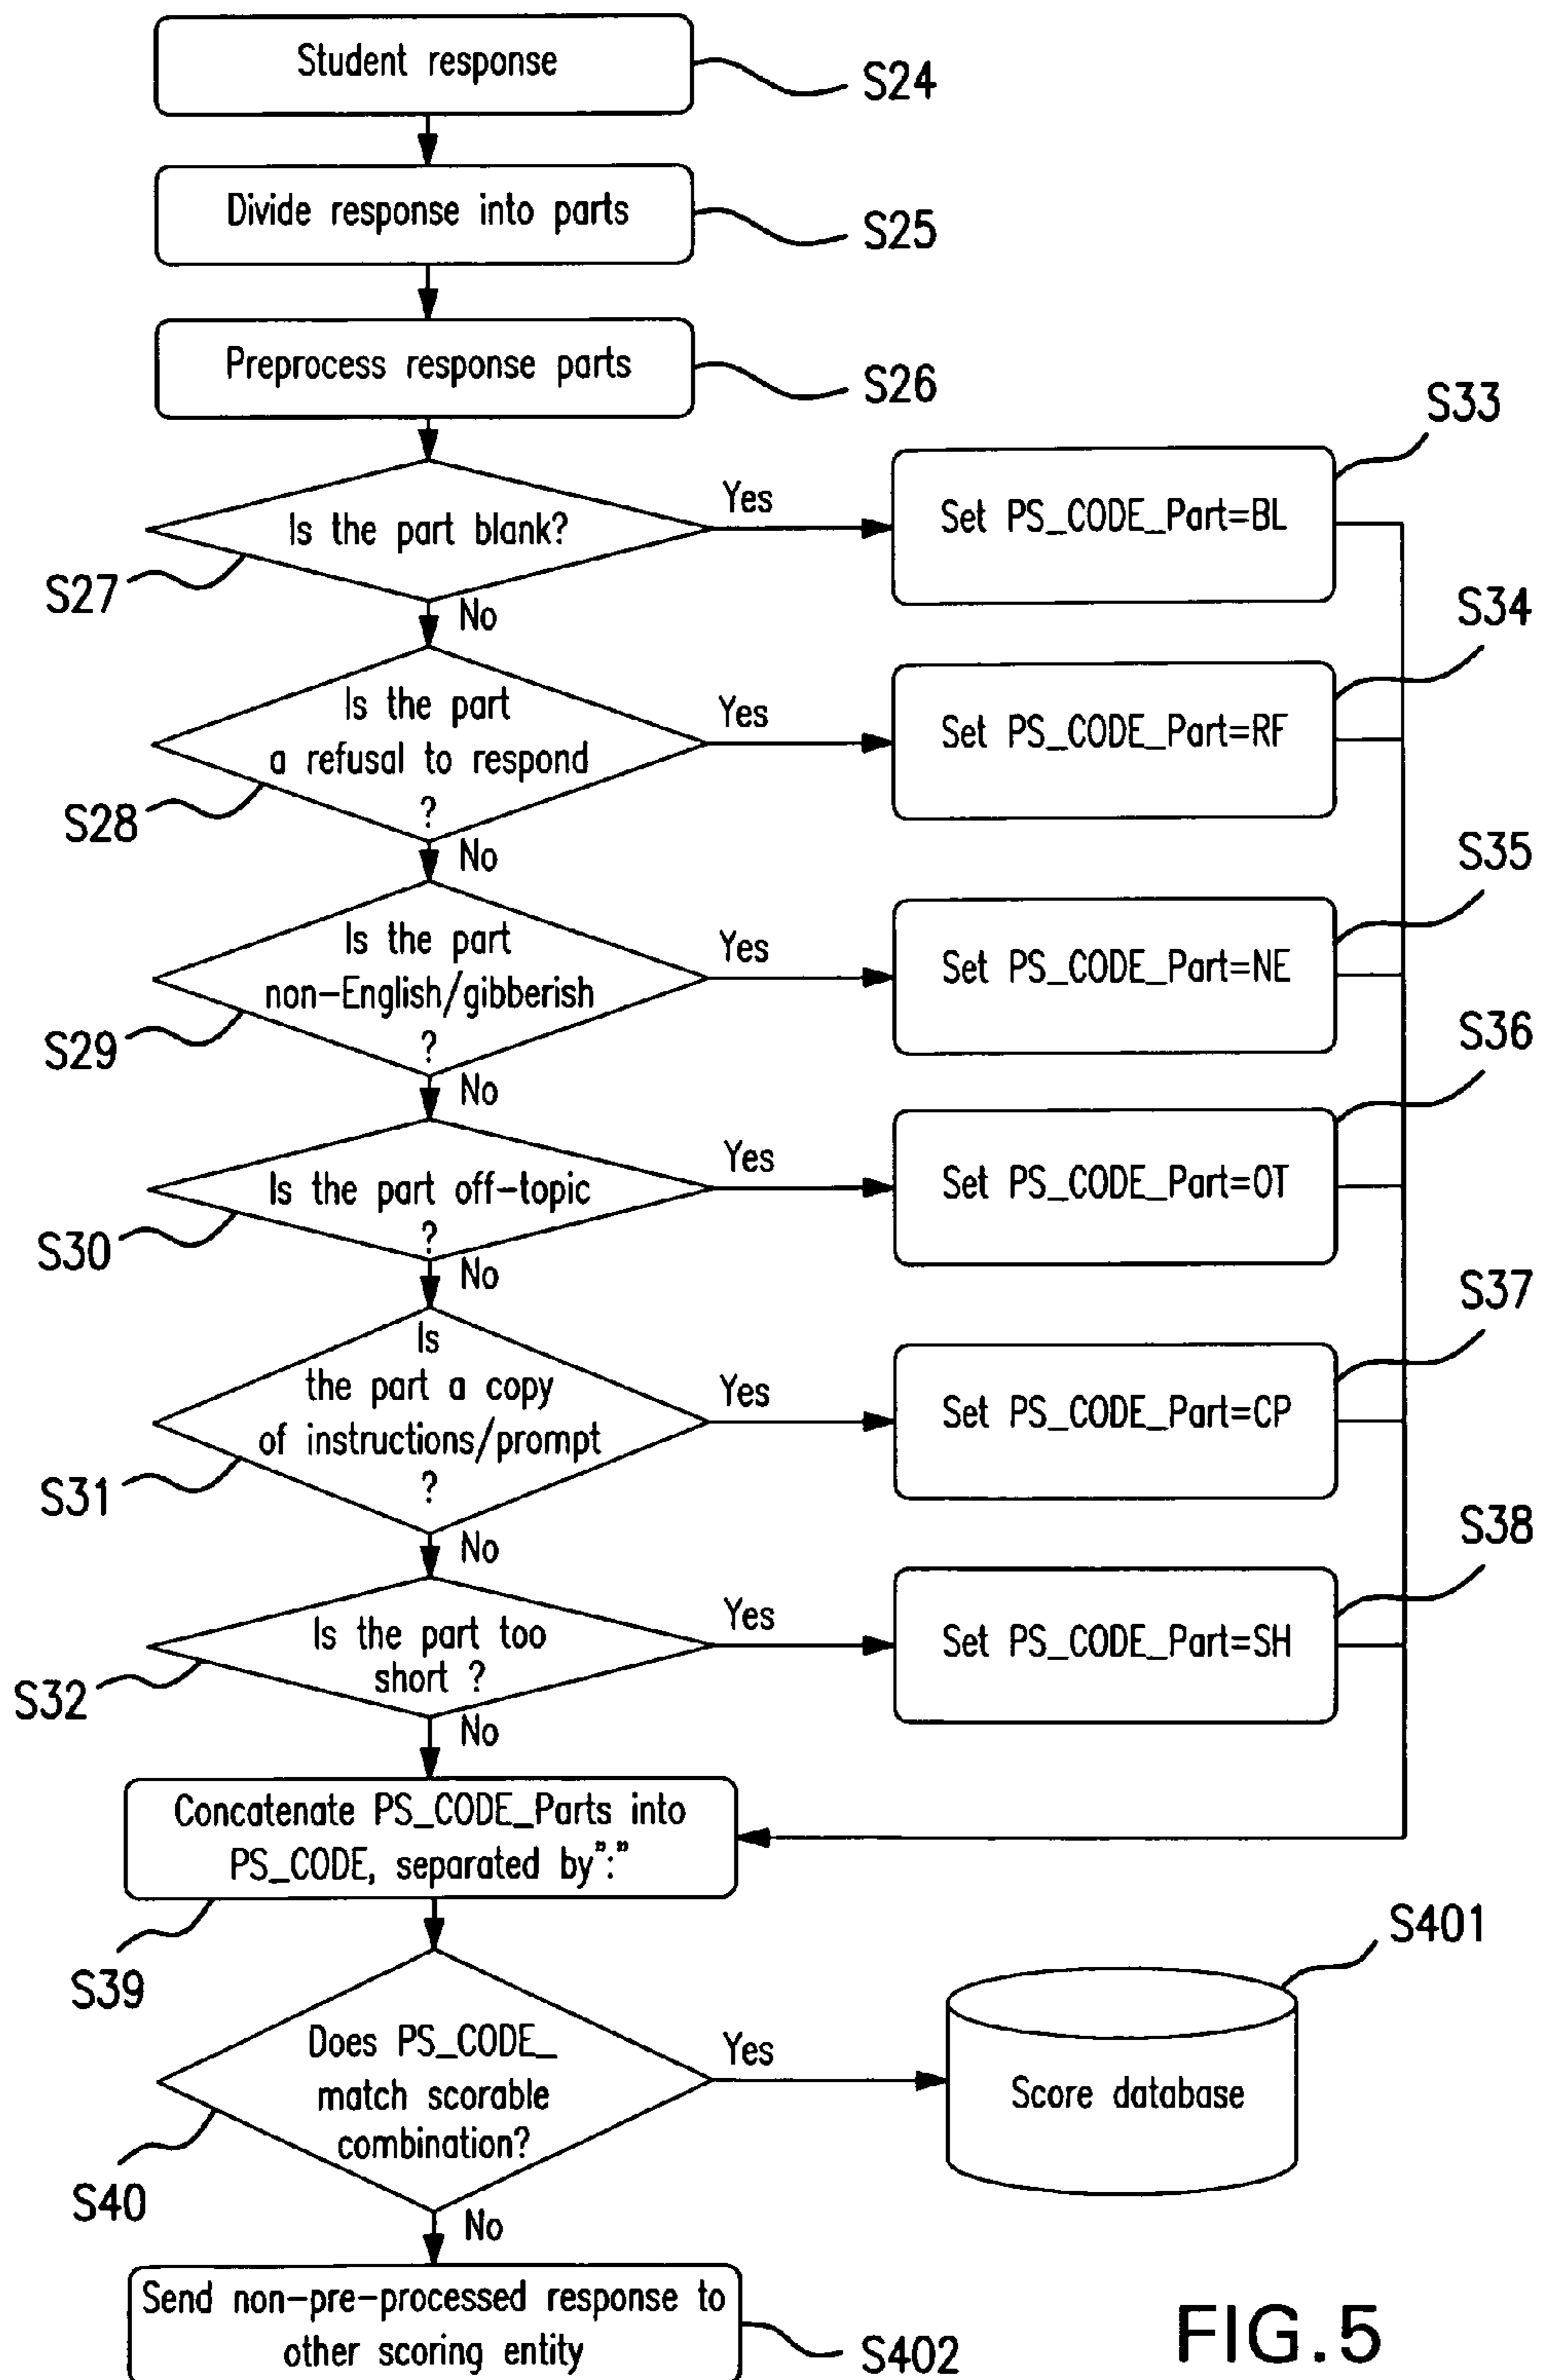 Student response
S24
Divide response into parts
S25
Preprocess response parts
S26
S33
Is the part blank?
Yes
Set PS_CODE_Part=BL
S27
No
S34
Is the part
a refusal to respond
?
Yes
Set PS_CODE_Part=RF
S28
No
S35
Is the part
non-English/gibberish
?
Yes
Set PS_CODE_Part=NE
S29
No
S36
Is the part off-topic
?
Yes
Set PS_CODE_Part=OT
S30
No
S37
Is
the part a copy
of instructions/prompt
?
Yes
Set PS_CODE_Part=CP
S31
No
S38
Is the part too
short ?
Yes
Set PS_CODE_Part=SH
S32
No
Concatenate PS_CODE_Parts into
PS_CODE, separated by":"
S39
S401
Does PS_CODE_
match scorable
combination?
Yes
Score database
S40
No
Send non-pre-processed response to
other scoring entity
S402
FIG.5